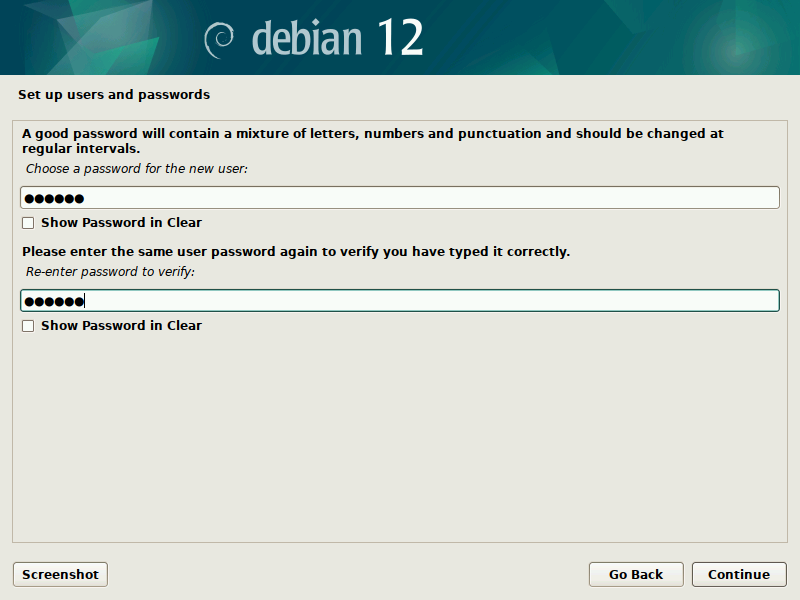 debian 12
Set up users and passwords
A good password will contain a mixture of letters, numbers and punctuation and should be changed at
regular intervals.
Choose a password for the new user:
●●●●●●
Show Password in Clear
Please enter the same user password again to verify you have typed it correctly.
Re-enter password to verify:
●●●●●●
Show Password in Clear
Screenshot
Go Back
Continue